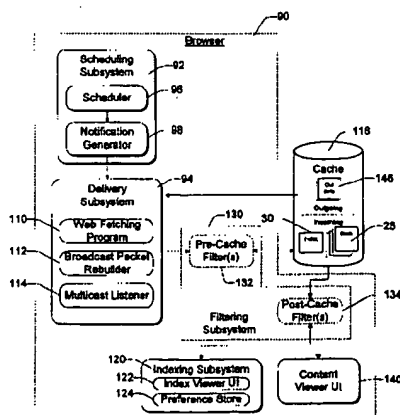 90
Browser
Scheduling
Subsystem
92
Scheduler
96
Notification
Generator
98
94
Delivery
Subsystem
110
Web Fetching
Program
112
Broadcast Packet
Rebuilder
114
Multicast Listener
116
Cache
146
Outgoing
30
Incoming
Index
28
130
Pre-Cache
Filter(s)
132
Post-Cache
Filter(s)
134
Filtering
Subsystem
120
Indexing Subsystem
122
Index Viewer UI
124
Preference Store
Content
Viewer UI
140